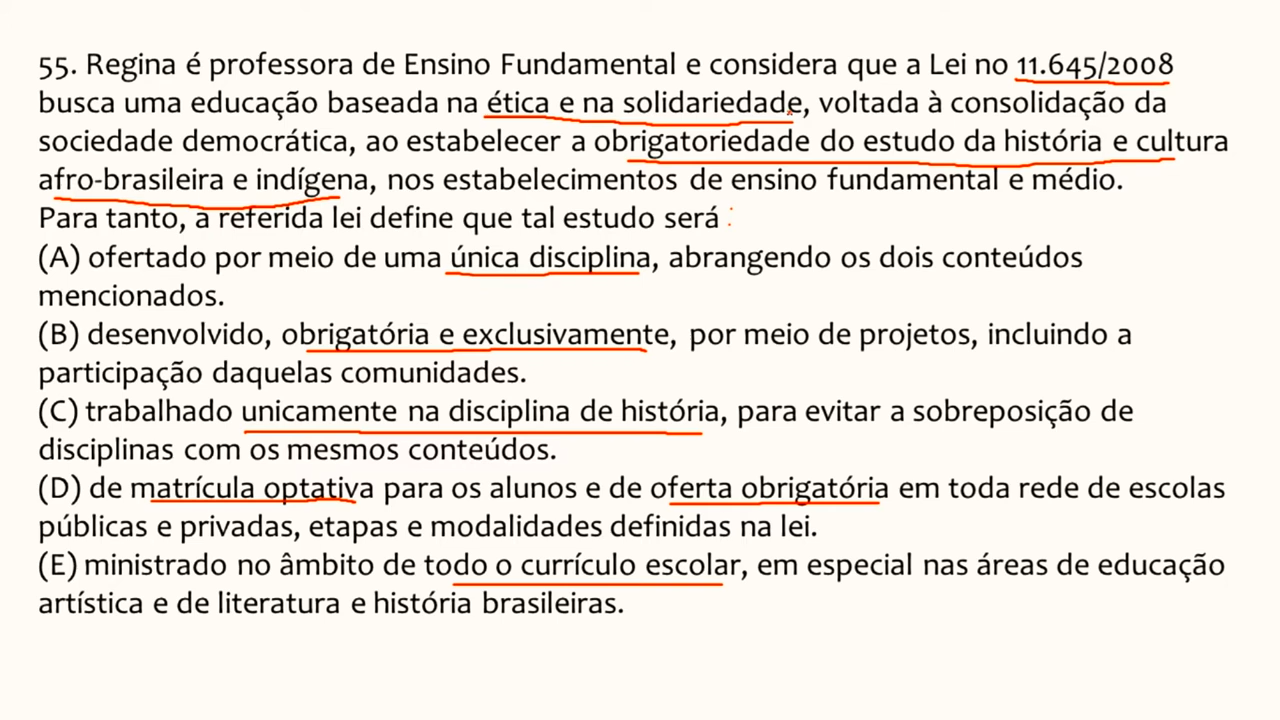 55. Regina é professora de Ensino Fundamental e considera que a Lei no 11.645/2008
busca uma educação baseada na ética e na solidariedade, voltada à consolidação da
sociedade democrática, ao estabelecer a obrigatoriedade do estudo da história e cultura
afro-brasileira e indígena, nos estabelecimentos de ensino fundamental e médio.
Para tanto, a referida lei define que tal estudo será
(A) ofertado por meio de uma única disciplina, abrangendo os dois conteúdos
mencionados.
(B) desenvolvido, obrigatória e exclusivamente, por meio de projetos, incluindo a
participação daquelas comunidades.
(C) trabalhado unicamente na disciplina de história, para evitar a sobreposição de
disciplinas com os mesmos conteúdos.
(D) de matrícula optativa para os alunos e de oferta obrigatória em toda rede de escolas
públicas e privadas, etapas e modalidades definidas na lei.
(E) ministrado no âmbito de todo o currículo escolar, em especial nas áreas de educação
artística e de literatura e história brasileiras.